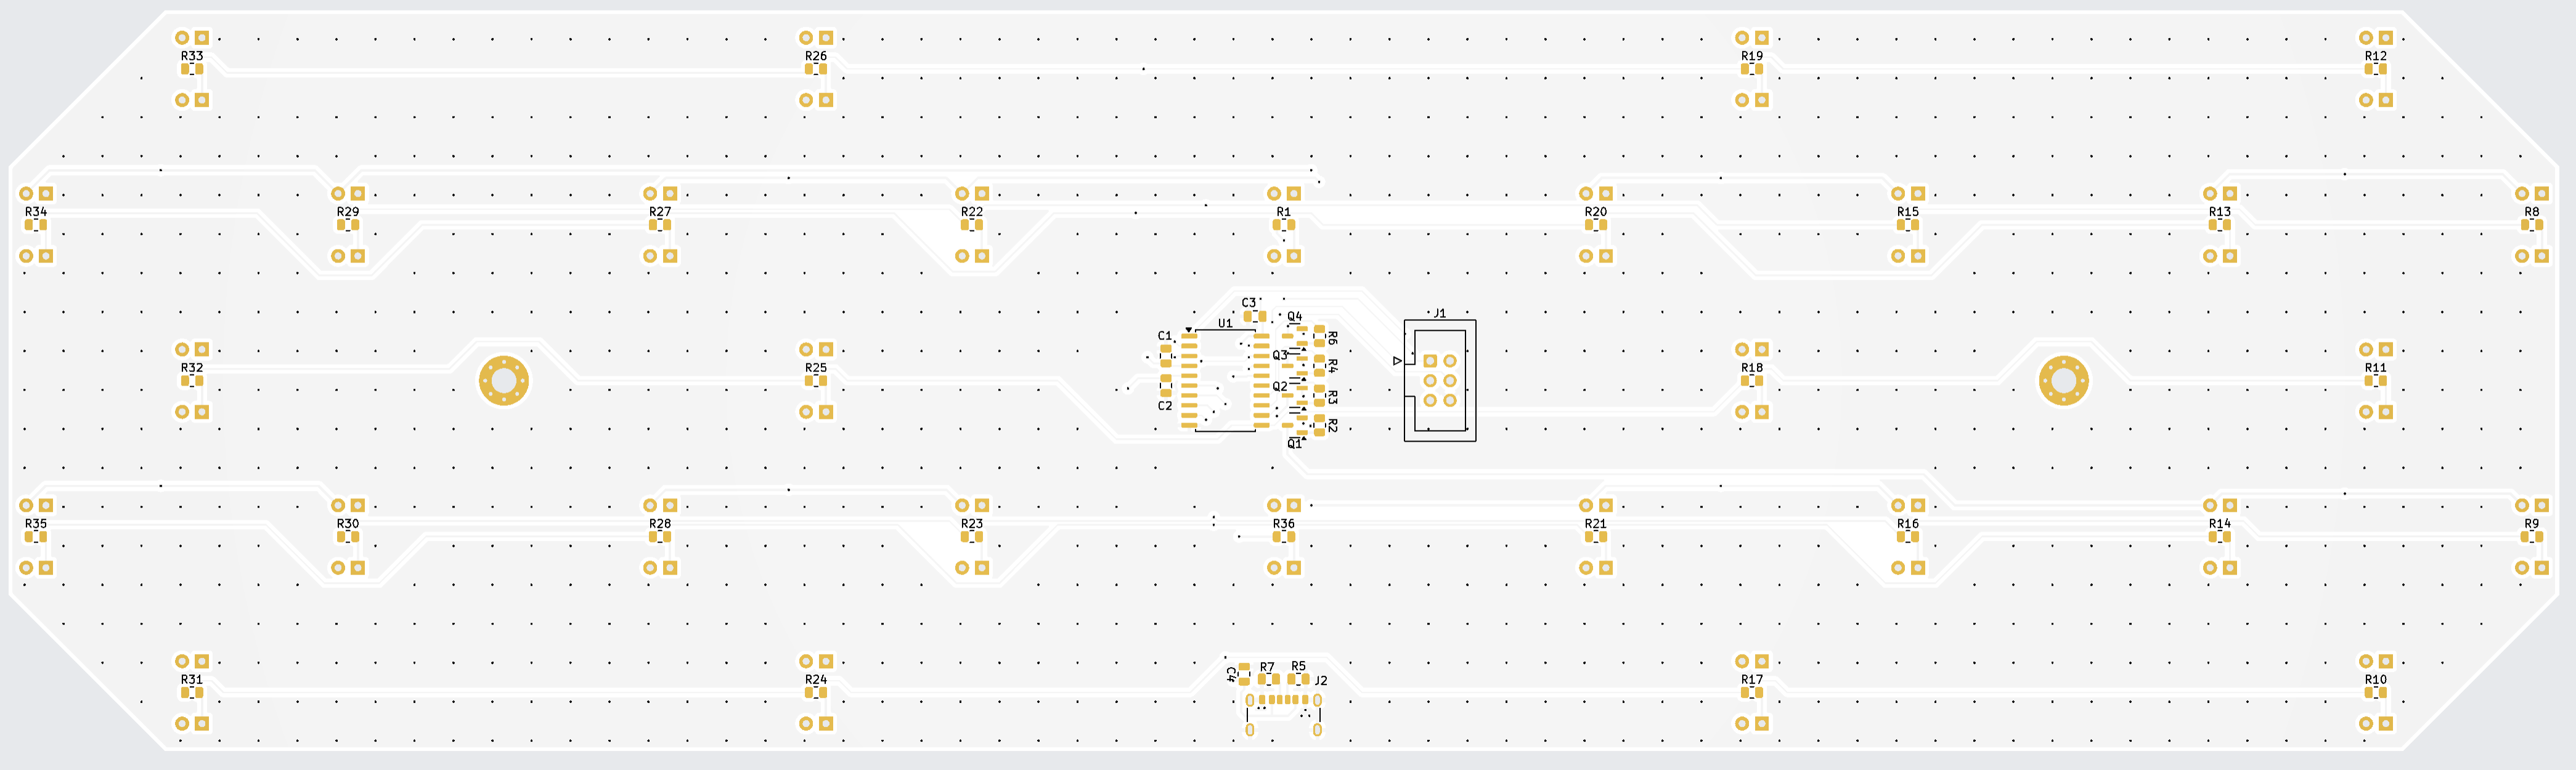 R33 R26 R19 R12
R34 R29 R27 R22 R1 R20 R15 R13 R8
C3 Q4 J1
C1 U1 R6
Q3 R4
R32 R25 R18 R11
Q2 R3
C2 R2
Q1
R35 R30 R28 R23 R36 R21 R16 R14 R9
R31 R24 C4 R7 R5 J2 R17 R10